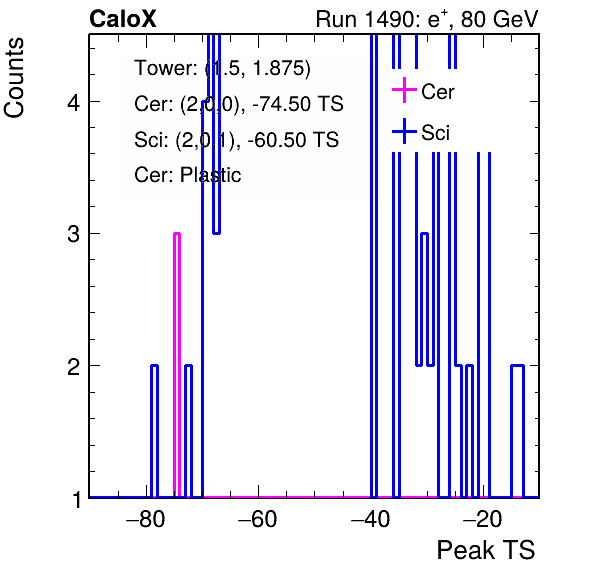 CaloX Run 1490: e⁺, 80 GeV
Counts
Tower: (1.5, 1.875)
Cer: (2,0,0), -74.50 TS
Sci: (2,0,1), -60.50 TS
Cer: Plastic
Cer
Sci
4
3
2
1
−80 −60 −40 −20
Peak TS